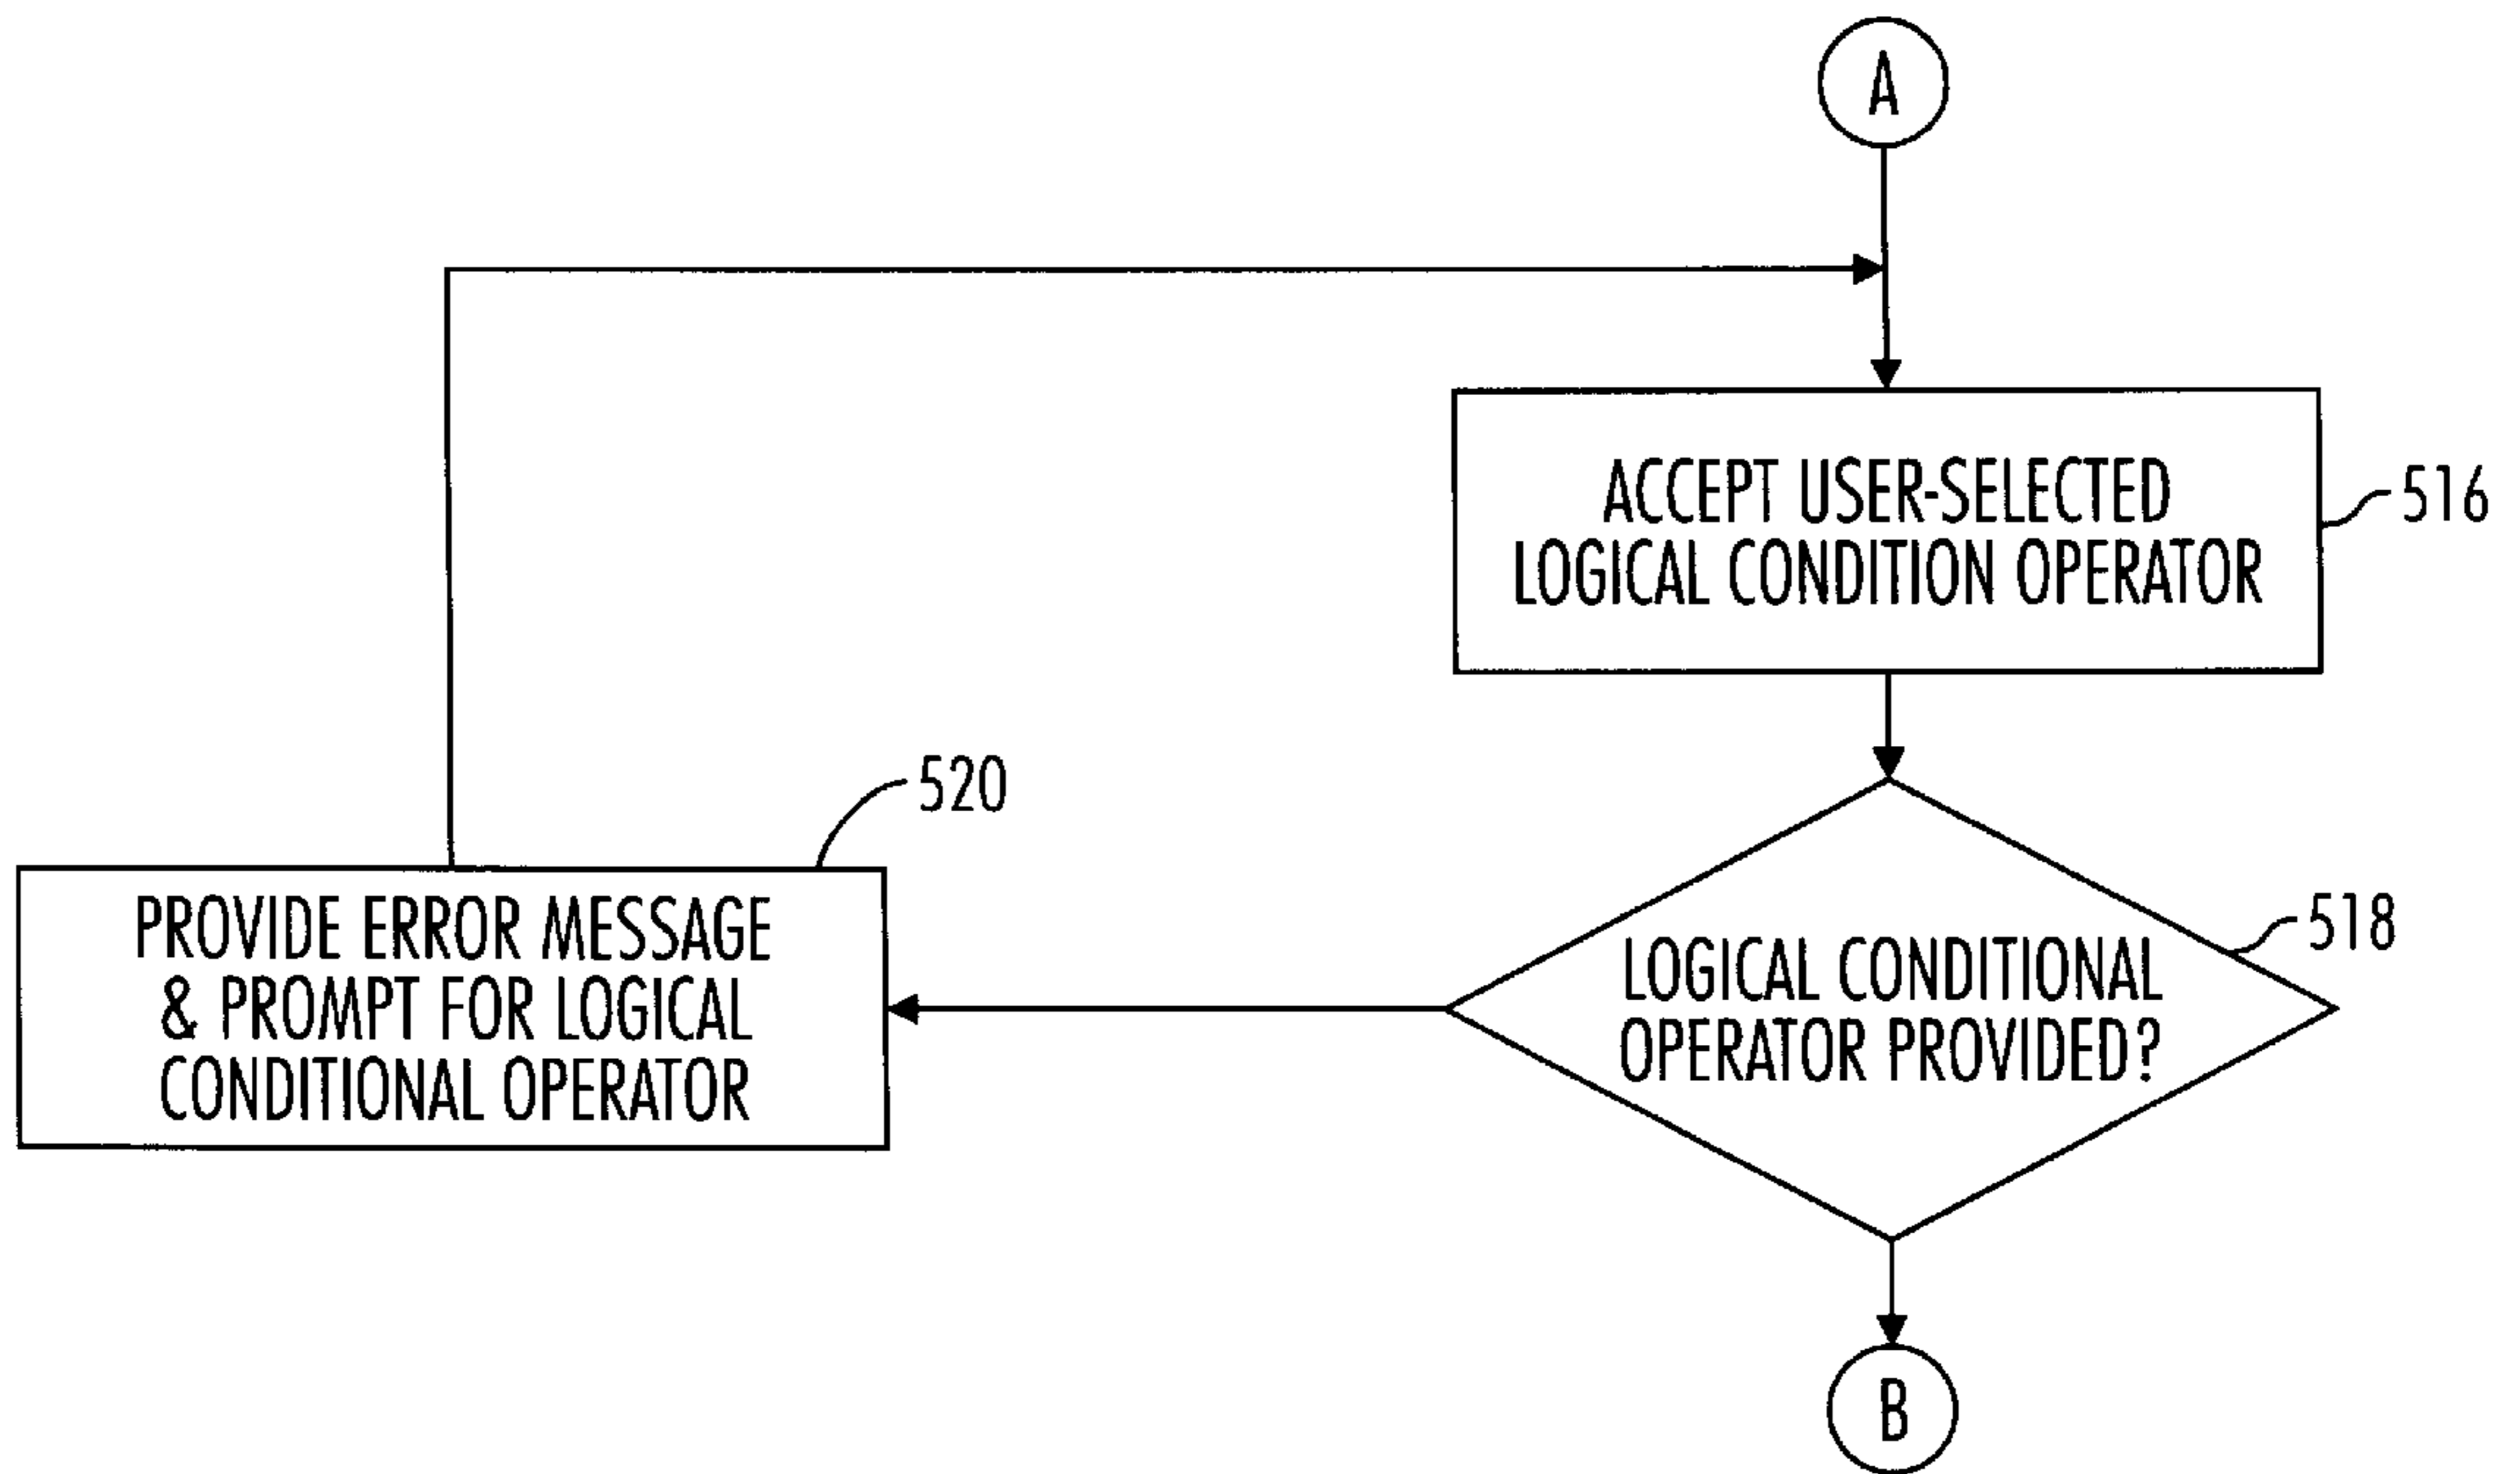 A
ACCEPT USER-SELECTED
LOGICAL CONDITION OPERATOR
516
520
PROVIDE ERROR MESSAGE
& PROMPT FOR LOGICAL
CONDITIONAL OPERATOR
518
LOGICAL CONDITIONAL
OPERATOR PROVIDED?
B